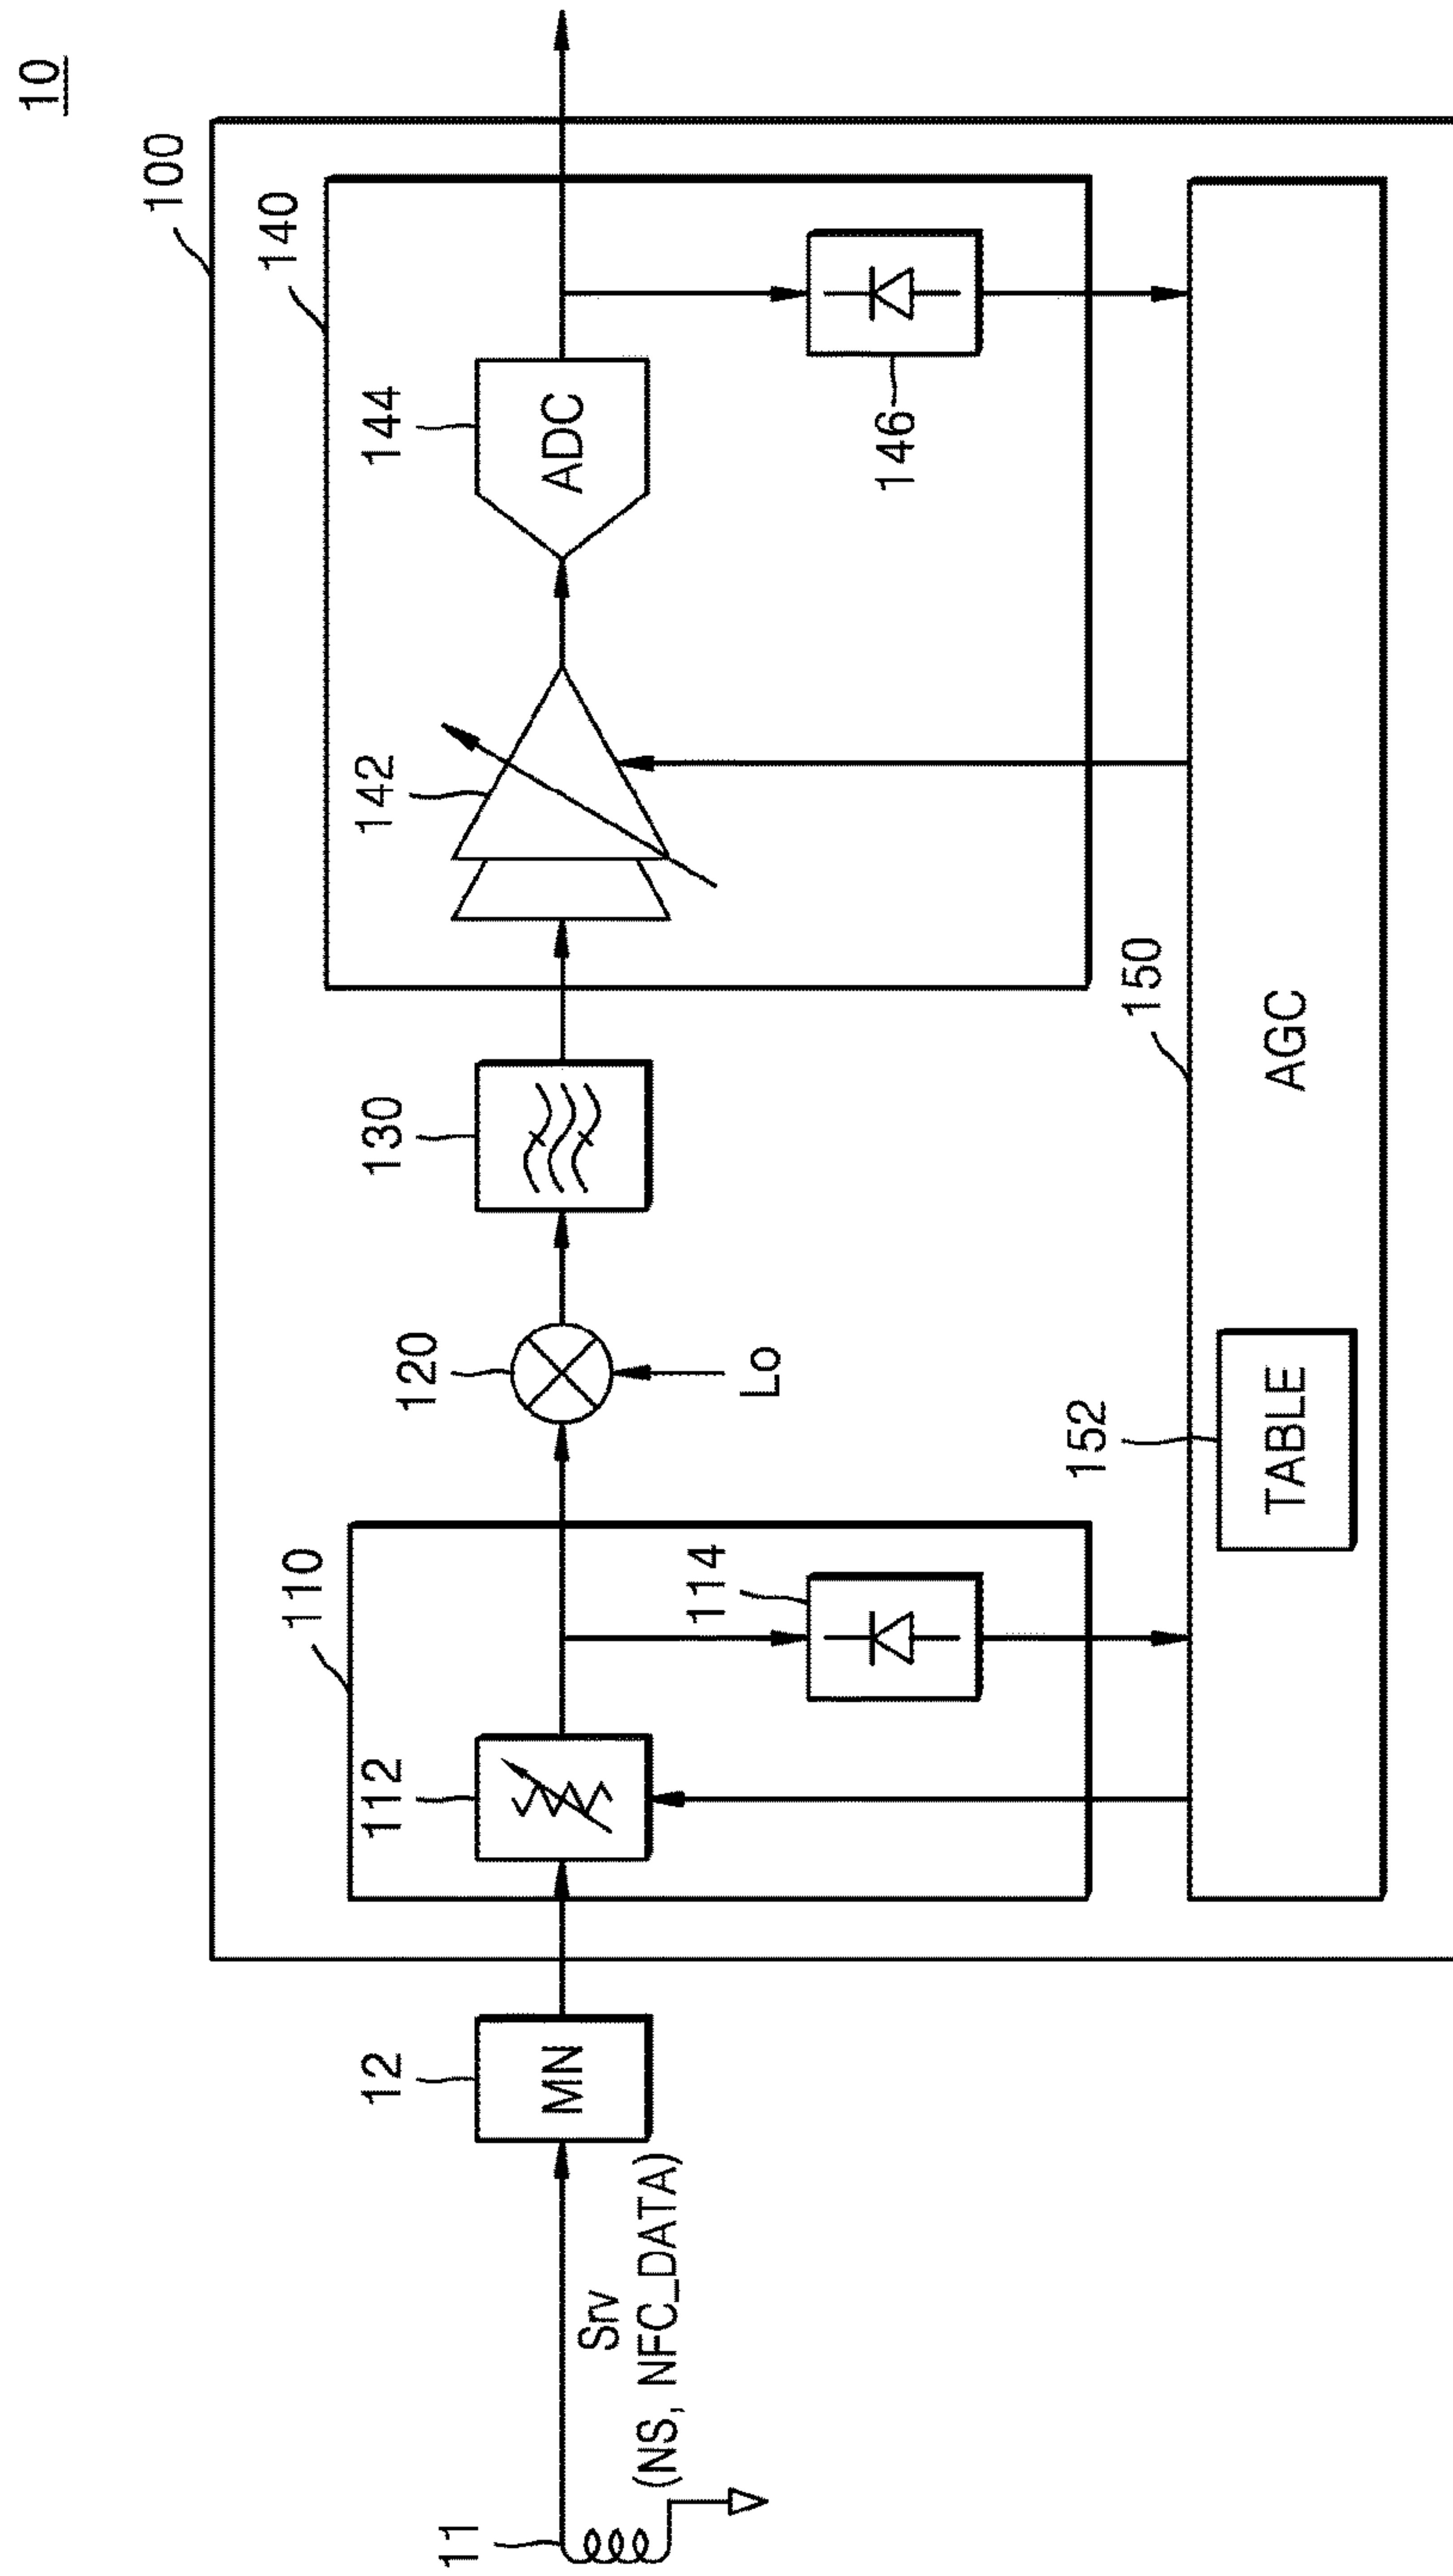 10
100
140
144
ADC
142
146
130
120
Lo
110
112
114
150
AGC
152
TABLE
12
MN
11
Srv
(NS, NFC_DATA)